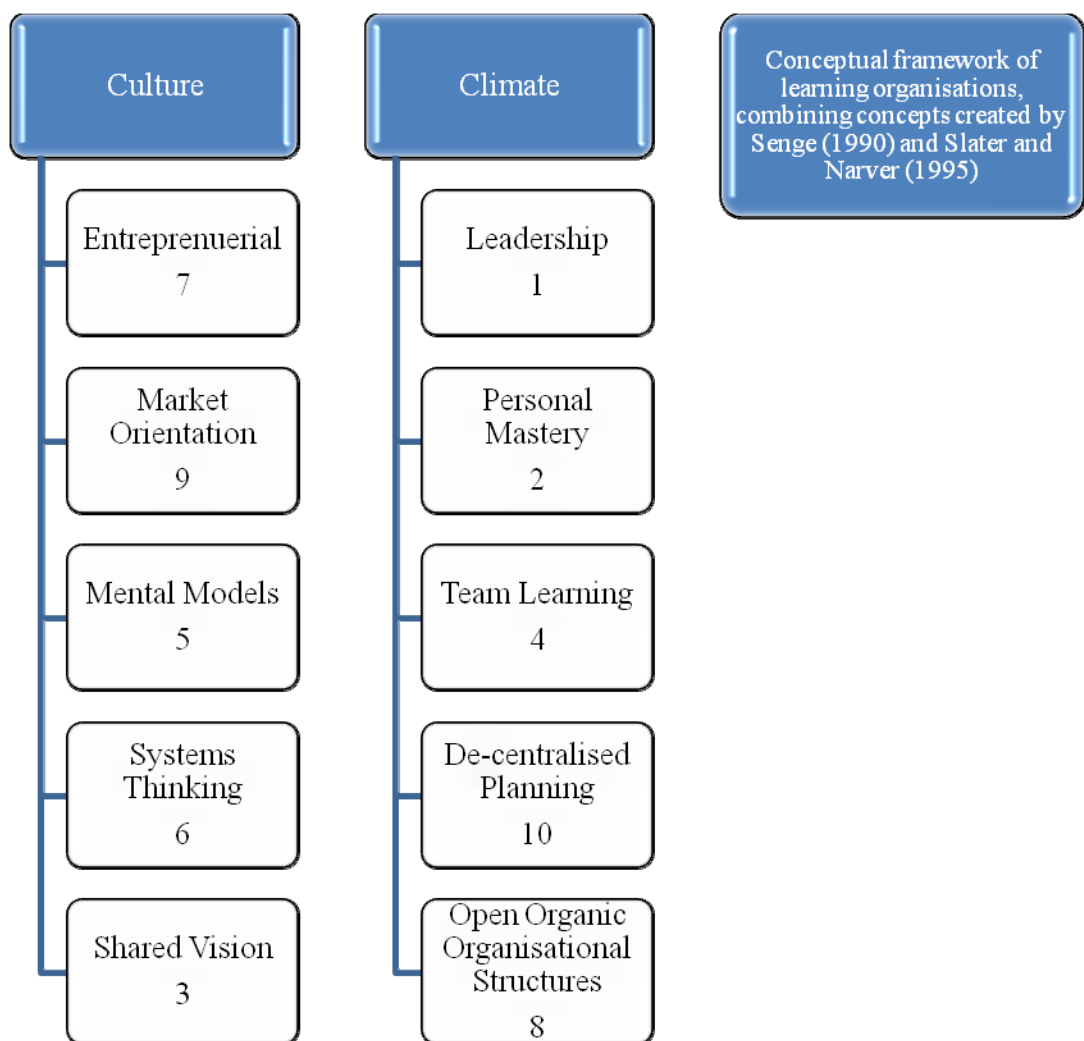 Culture
Entreprenuerial
7
Market
Orientation
9
Mental Models
5
Systems
Thinking
6
Shared Vision
3
Climate
Leadership
1
Personal
Mastery
2
Team Learning
4
De-centralised
Planning
10
Open Organic
Organisational
Structures
8
Conceptual framework of
learning organisations,
combining concepts created by
Senge (1990) and Slater and
Narver (1995)